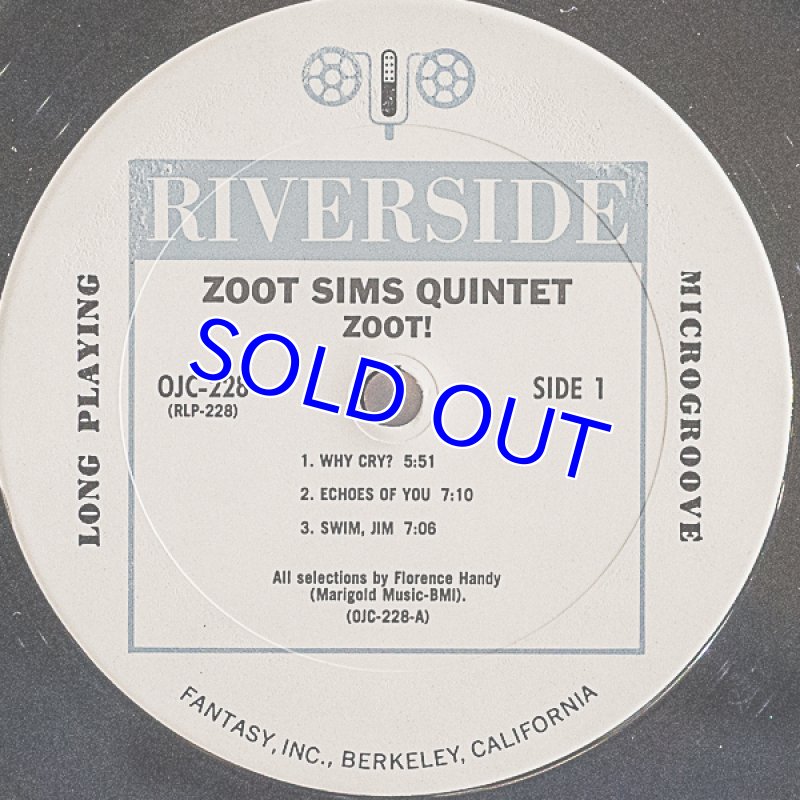 RIVERSIDE
ZOOT SIMS QUINTET
ZOOT!
LONG PLAYING
MICROGROOVE
OJC-228
(RLP-228)
SIDE 1
SOLD OUT
1. WHY CRY? 5:51
2. ECHOES OF YOU 7:10
3. SWIM, JIM 7:06
All selections by Florence Handy
(Marigold Music-BMI).
(OJC-228-A)
FANTASY, INC., BERKELEY, CALIFORNIA